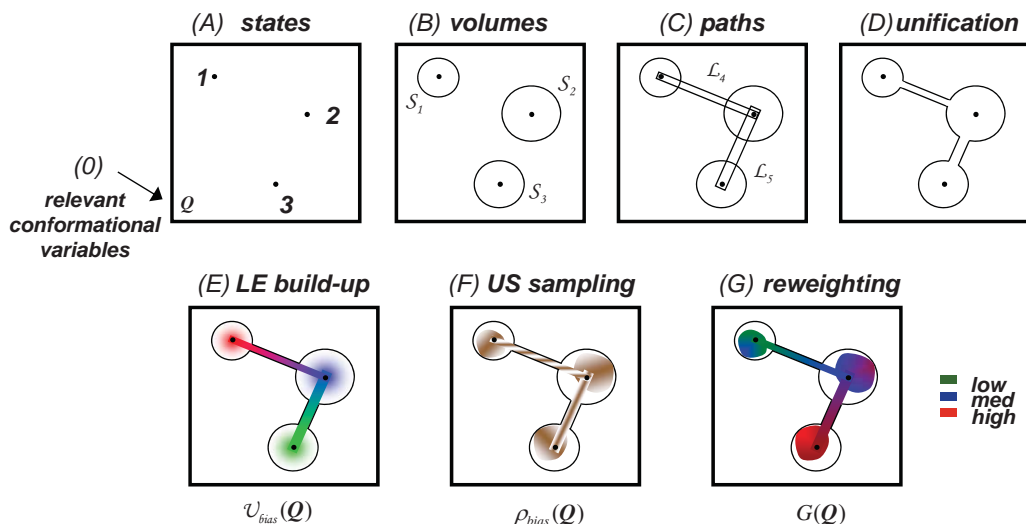 (A) states
(B) volumes
(C) paths
(D) unification
1
2
3
Q
(0)
relevant
conformational
variables
S1
S2
S3
L4
L5
(E) LE build-up
(F) US sampling
(G) reweighting
low
med
high
Ubias(Q)
ρbias(Q)
G(Q)